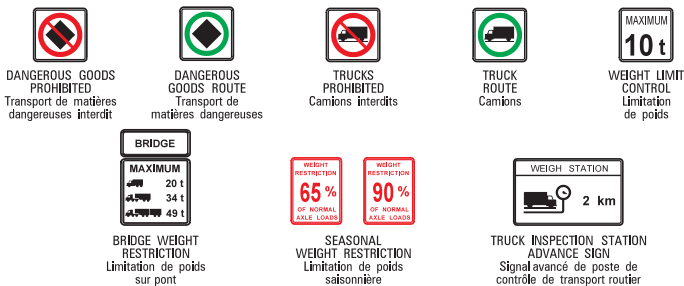 DANGEROUS GOODS
PROHIBITED
Transport de matières
dangereuses interdit
DANGEROUS
GOODS ROUTE
Transport de
matières dangereuses
TRUCKS
PROHIBITED
Camions interdits
TRUCK
ROUTE
Camions
MAXIMUM
10 t
WEIGHT LIMIT
CONTROL
Limitation
de poids
BRIDGE
MAXIMUM
20 t
34 t
49 t
BRIDGE WEIGHT
RESTRICTION
Limitation de poids
sur pont
WEIGHT
RESTRICTION
65 %
OF NORMAL
AXLE LOADS
WEIGHT
RESTRICTION
90 %
OF NORMAL
AXLE LOADS
SEASONAL
WEIGHT RESTRICTION
Limitation de poids
saisonnière
WEIGH STATION
2 km
TRUCK INSPECTION STATION
ADVANCE SIGN
Signal avancé de poste de
contrôle de transport routier